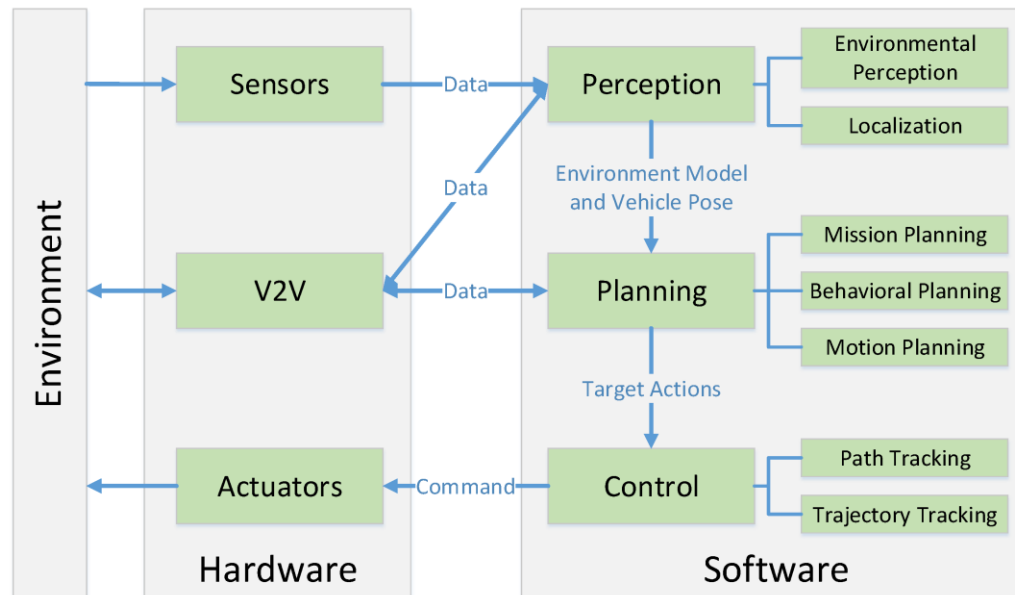 Environment
Sensors
Data
Perception
Environmental
Perception
Localization
Data
Environment Model
and Vehicle Pose
V2V
Data
Planning
Mission Planning
Behavioral Planning
Motion Planning
Target Actions
Actuators
Command
Control
Path Tracking
Trajectory Tracking
Hardware
Software